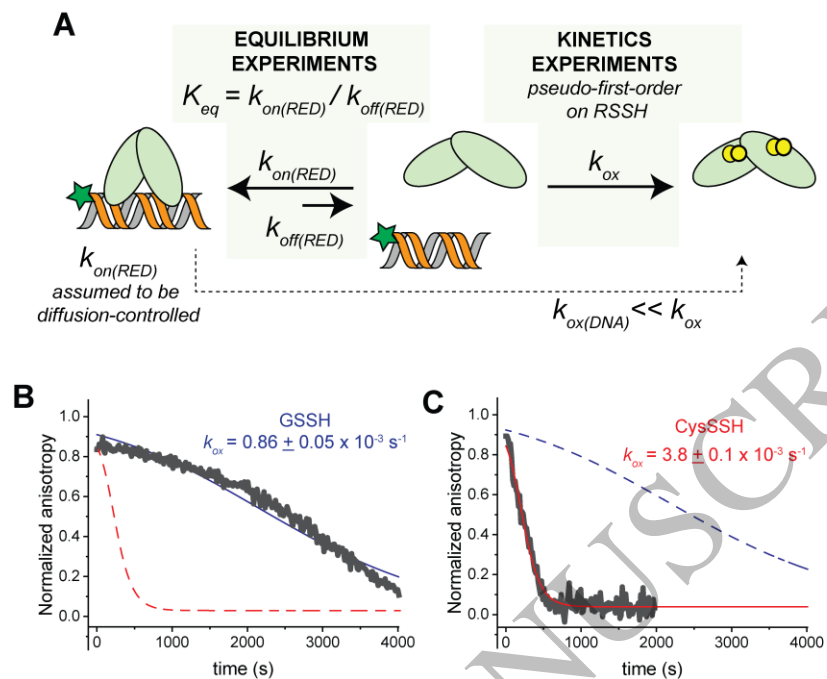 A
EQUILIBRIUM
EXPERIMENTS
K_eq = k_on(RED) / k_off(RED)
KINETICS
EXPERIMENTS
pseudo-first-order
on RSSH
k_on(RED)
k_off(RED)
k_ox
k_on(RED)
assumed to be
diffusion-controlled
k_ox(DNA) << k_ox
B
GSSH
k_ox = 0.86 ± 0.05 x 10⁻³ s⁻¹
Normalized anisotropy
1.0
0.8
0.6
0.4
0.2
0.0
0 1000 2000 3000 4000
time (s)
C
CysSSH
k_ox = 3.8 ± 0.1 x 10⁻³ s⁻¹
Normalized anisotropy
1.0
0.8
0.6
0.4
0.2
0.0
0 1000 2000 3000 4000
time (s)
NUSCR